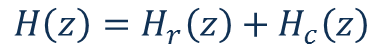 H(z) = H_r(z) + H_c(z)